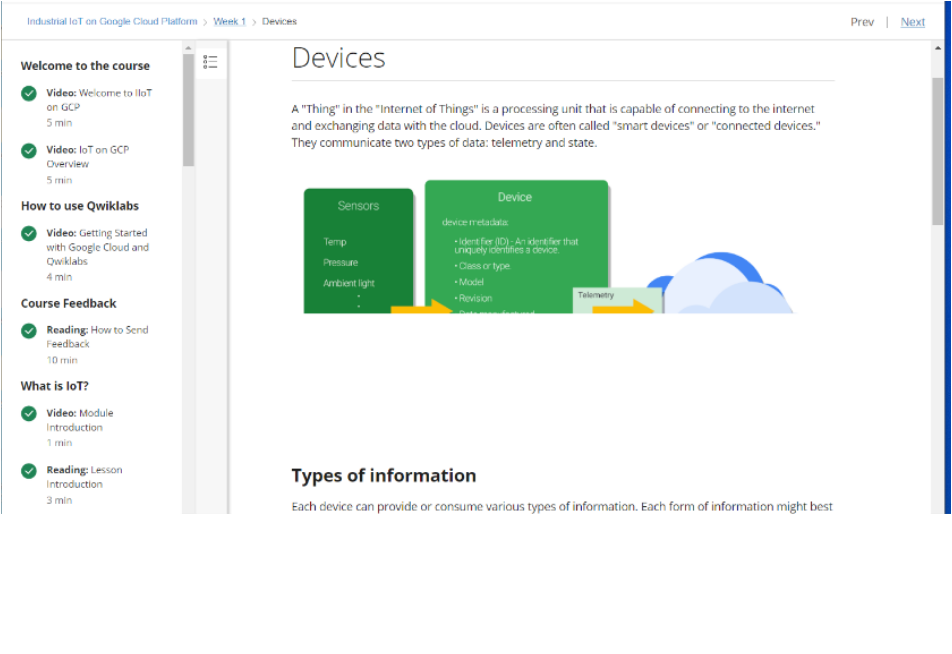 Industrial IoT on Google Cloud Platform > Week 1 > Devices
Prev | Next
Welcome to the course
Video: Welcome to IIoT
on GCP
5 min
Video: IoT on GCP
Overview
5 min
How to use Qwiklabs
Video: Getting Started
with Google Cloud and
Qwiklabs
4 min
Course Feedback
Reading: How to Send
Feedback
10 min
What is IoT?
Video: Module
Introduction
1 min
Reading: Lesson
Introduction
3 min
Devices
A "Thing" in the "Internet of Things" is a processing unit that is capable of connecting to the internet
and exchanging data with the cloud. Devices are often called "smart devices" or "connected devices."
They communicate two types of data: telemetry and state.
Sensors
Temp
Pressure
Ambient light
Device
device metadata:
• Identifier (ID) - An identifier that
uniquely identifies a device.
• Class or type
• Model
• Revision
Telemetry
Types of information
Each device can provide or consume various types of information. Each form of information might best